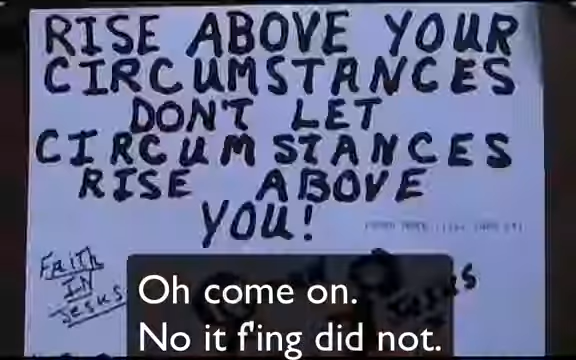 RISE ABOVE YOUR
CIRCUMSTANCES
DON'T LET
CIRCUMSTANCES
RISE ABOVE
YOU!
FAITH
IN
Jesus
Jesus
Oh come on.
No it f'ing did not.